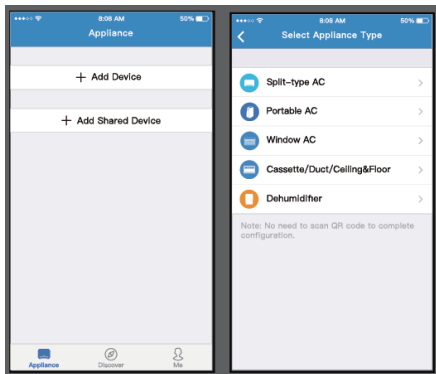 8:08 AM
50%
Appliance
+ Add Device
+ Add Shared Device
Appliance
Discover
Me
8:08 AM
50%
Select Appliance Type
Split-type AC
Portable AC
Window AC
Cassette/Duct/Ceiling&Floor
Dehumidifier
Note: No need to scan QR code to complete
configuration.